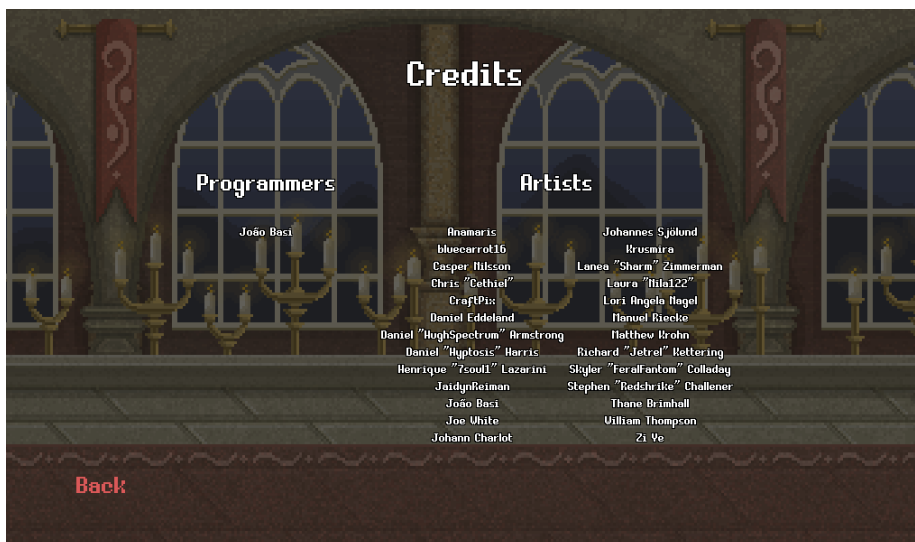 Credits
Programmers
João Basi
Artists
Anamaris
bluecarrot16
Casper Nilsson
Chris "Cethiel"
CraftPix
Daniel Eddeland
Daniel "HughSpectrum" Armstrong
Daniel "Hyptosis" Harris
Henrique "7soul1" Lazarini
JaidynReiman
João Basi
Joe White
Johann Charlot
Johannes Sjölund
Krusmira
Lanea "Sharm" Zimmerman
Laura "Nila122"
Lori Angela Nagel
Manuel Riecke
Matthew Krohn
Richard "Jetrel" Kettering
Skyler "FeralFantom" Colladay
Stephen "Redshrike" Challener
Thane Brimhall
William Thompson
Zi Ye
Back